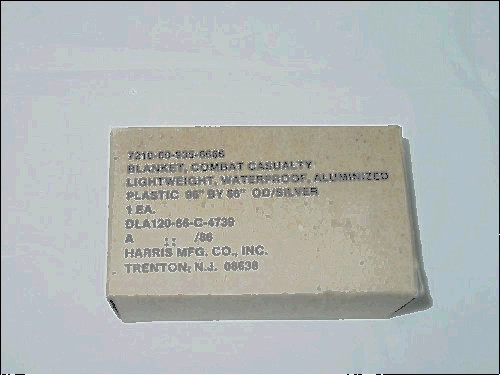 7210-00-935-6666
BLANKET, COMBAT CASUALTY
LIGHTWEIGHT, WATERPROOF, ALUMINIZED
PLASTIC 96" BY 56" OD/SILVER
1 EA.
DLA120-86-C-4739
A /86
HARRIS MFG. CO., INC.
TRENTON, N.J. 08638